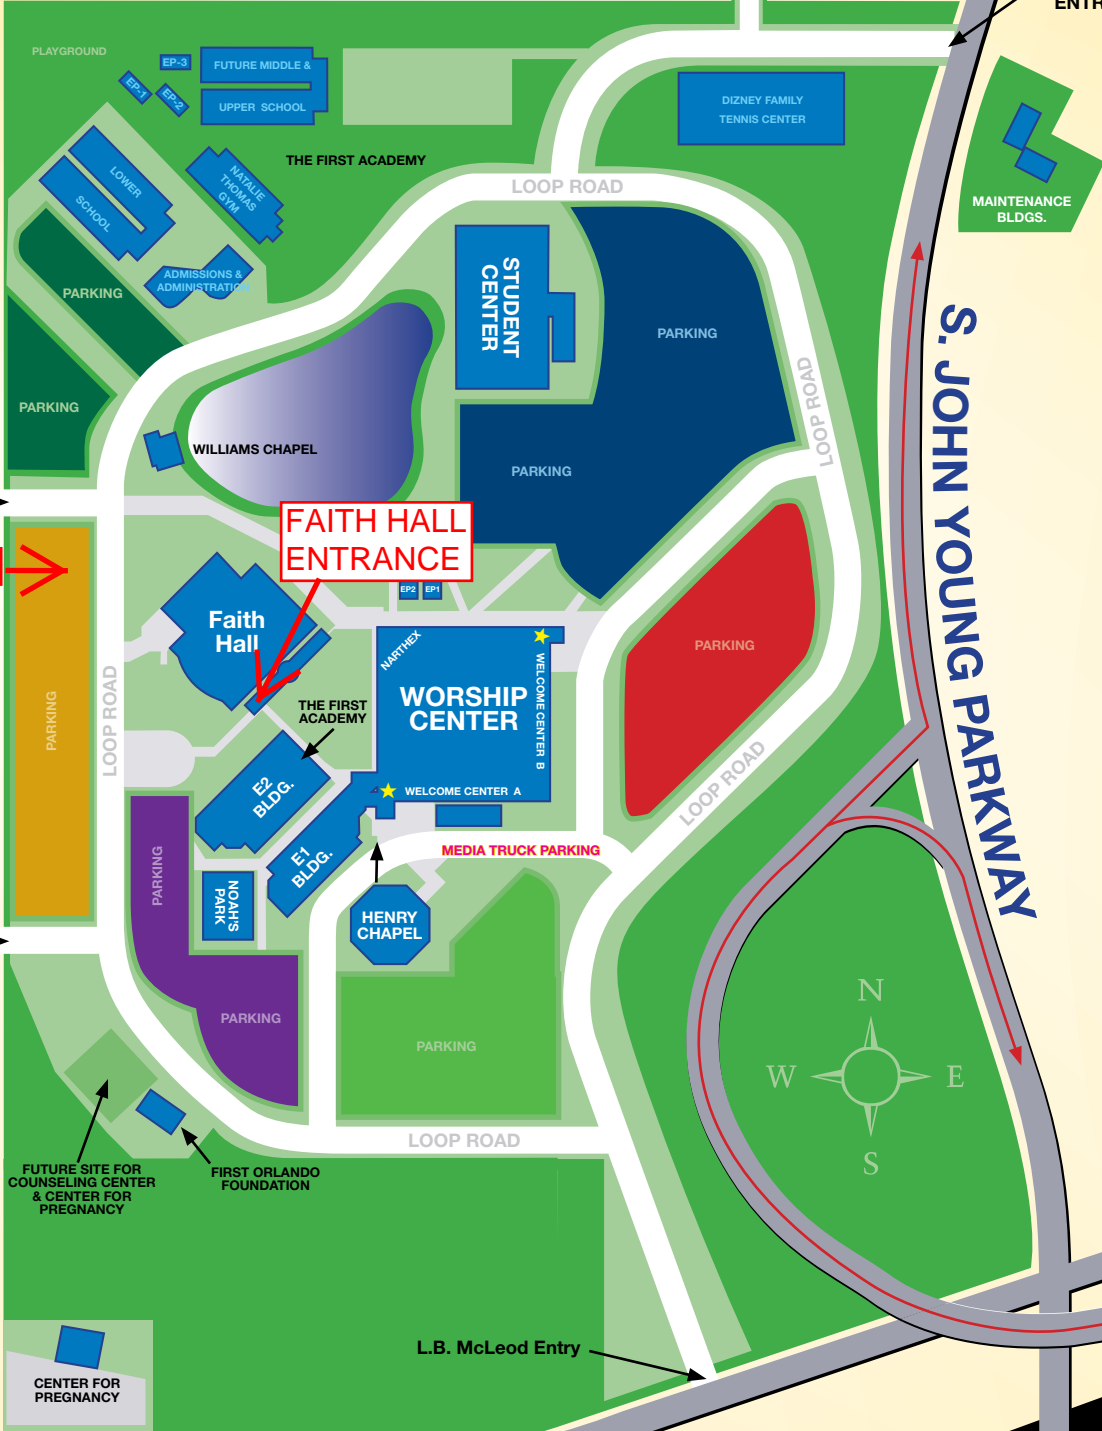 ENTR
PLAYGROUND
EP-3
EP-1
EP-2
FUTURE MIDDLE &
UPPER SCHOOL
DIZNEY FAMILY
TENNIS CENTER
MAINTENANCE
BLDGS.
THE FIRST ACADEMY
LOWER
SCHOOL
NATALIE
THOMAS
GYM
LOOP ROAD
ADMISSIONS &
ADMINISTRATION
PARKING
PARKING
STUDENT
CENTER
PARKING
PARKING
LOOP ROAD
S. JOHN YOUNG PARKWAY
WILLIAMS CHAPEL
FAITH HALL
ENTRANCE
EP2
EP1
Faith
Hall
NARTHEX
WORSHIP
CENTER
WELCOME CENTER B
WELCOME CENTER A
PARKING
PARKING
LOOP ROAD
THE FIRST
ACADEMY
E2
BLDG.
E1
BLDG.
LOOP ROAD
MEDIA TRUCK PARKING
PARKING
NOAH'S
PARK
HENRY
CHAPEL
PARKING
PARKING
N
W
E
S
LOOP ROAD
FUTURE SITE FOR
COUNSELING CENTER
& CENTER FOR
PREGNANCY
FIRST ORLANDO
FOUNDATION
L.B. McLeod Entry
CENTER FOR
PREGNANCY